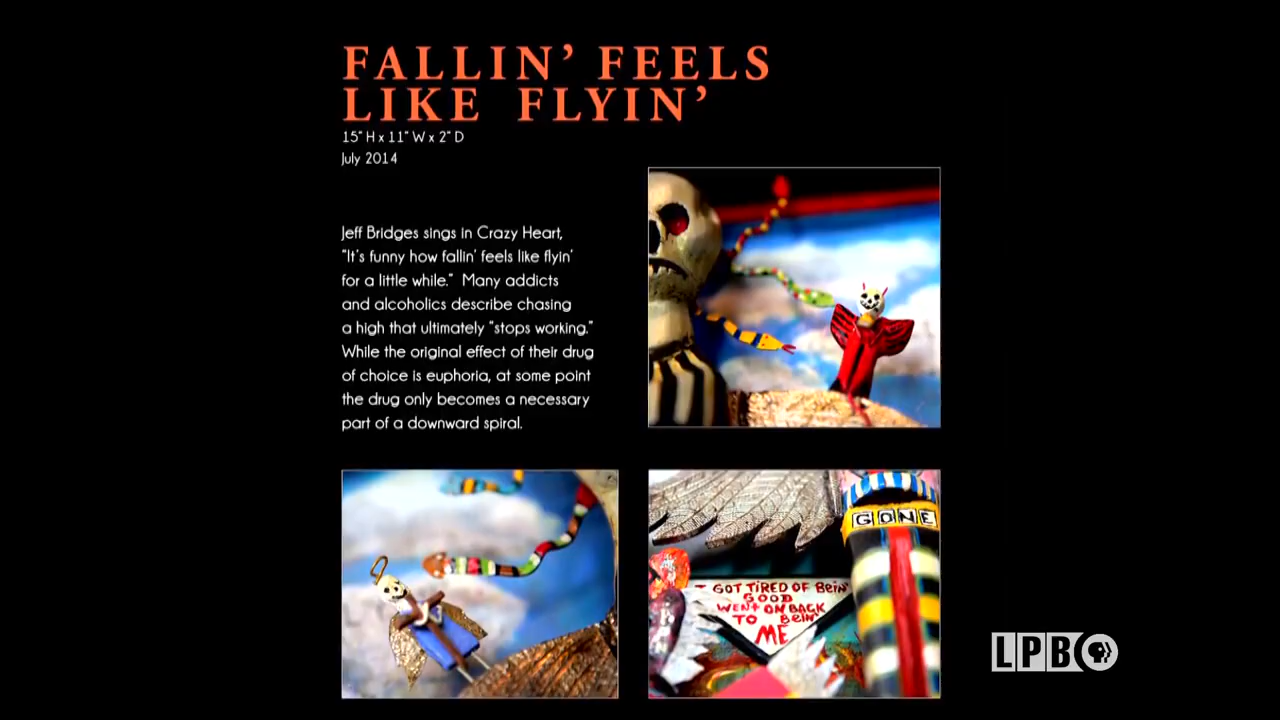 FALLIN' FEELS
LIKE FLYIN'
15" H x 11" W x 2" D
July 2014
Jeff Bridges sings in Crazy Heart,
"It's funny how fallin' feels like flyin'
for a little while." Many addicts
and alcoholics describe chasing
a high that ultimately "stops working."
While the original effect of their drug
of choice is euphoria, at some point
the drug only becomes a necessary
part of a downward spiral.
GONE
I GOT TiRED OF BEiN'
GOOD
WENT ON BACK
TO BEiN'
ME
LPB